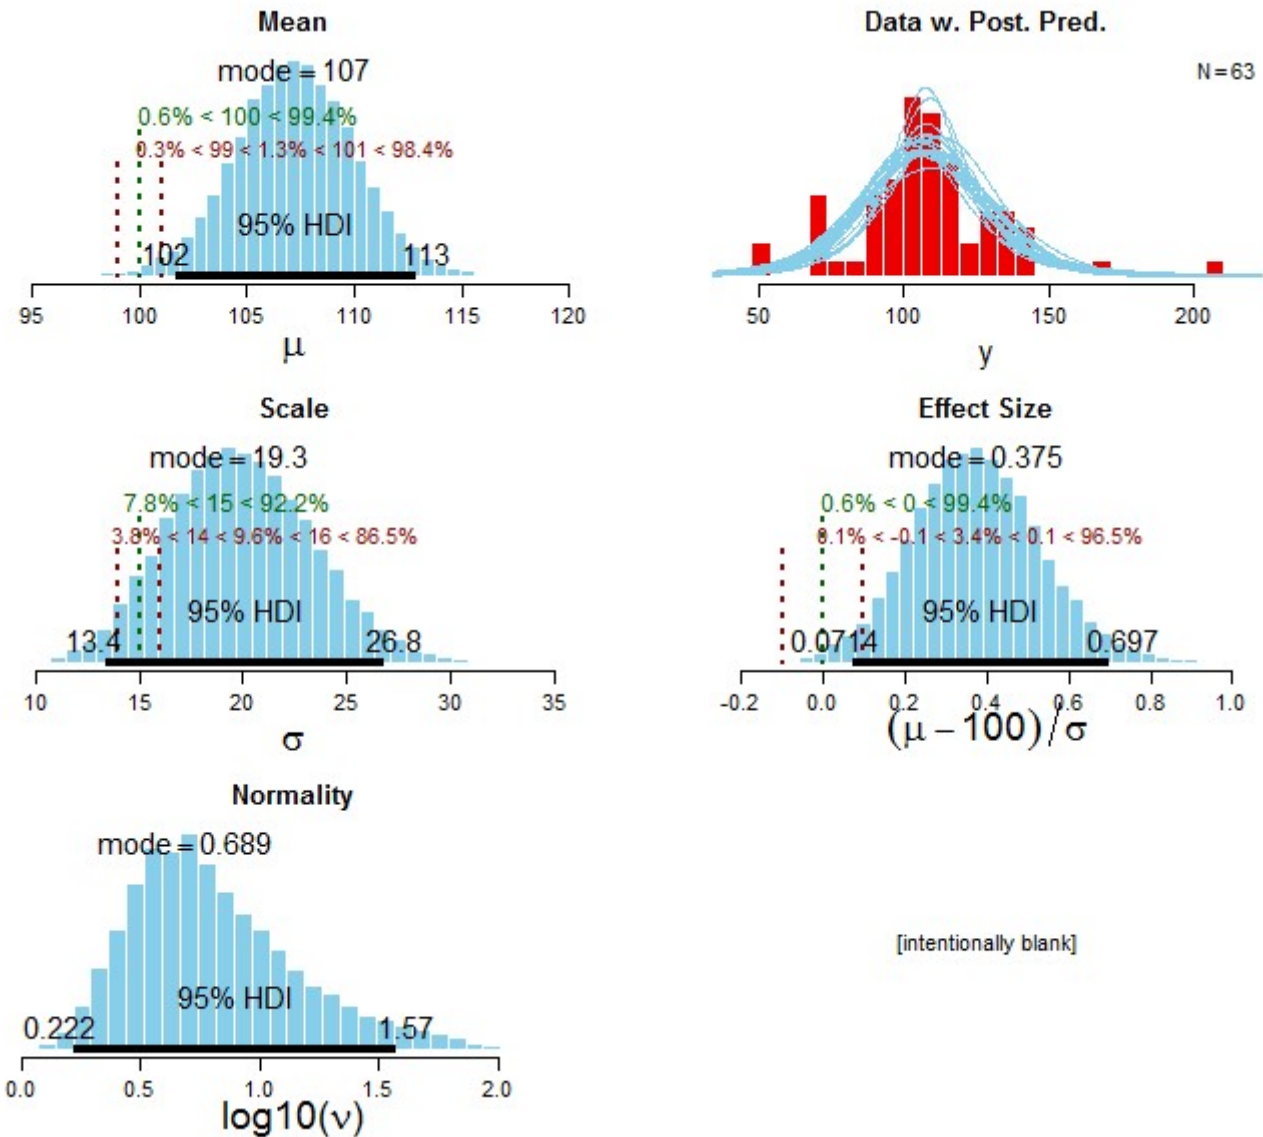 Mean
mode = 107
0.6% < 100 < 99.4%
0.3% < 99 < 1.3% < 101 < 98.4%
95% HDI
102 113
95 100 105 110 115 120
μ
Data w. Post. Pred.
N = 63
50 100 150 200
y
Scale
mode = 19.3
7.8% < 15 < 92.2%
3.8% < 14 < 9.6% < 16 < 86.5%
95% HDI
13.4 26.8
10 15 20 25 30 35
σ
Effect Size
mode = 0.375
0.6% < 0 < 99.4%
0.1% < -0.1 < 3.4% < 0.1 < 96.5%
95% HDI
0.0714 0.697
-0.2 0.0 0.2 0.4 0.6 0.8 1.0
(μ − 100)/σ
Normality
mode = 0.689
95% HDI
0.222 1.57
0.0 0.5 1.0 1.5 2.0
log10(ν)
[intentionally blank]